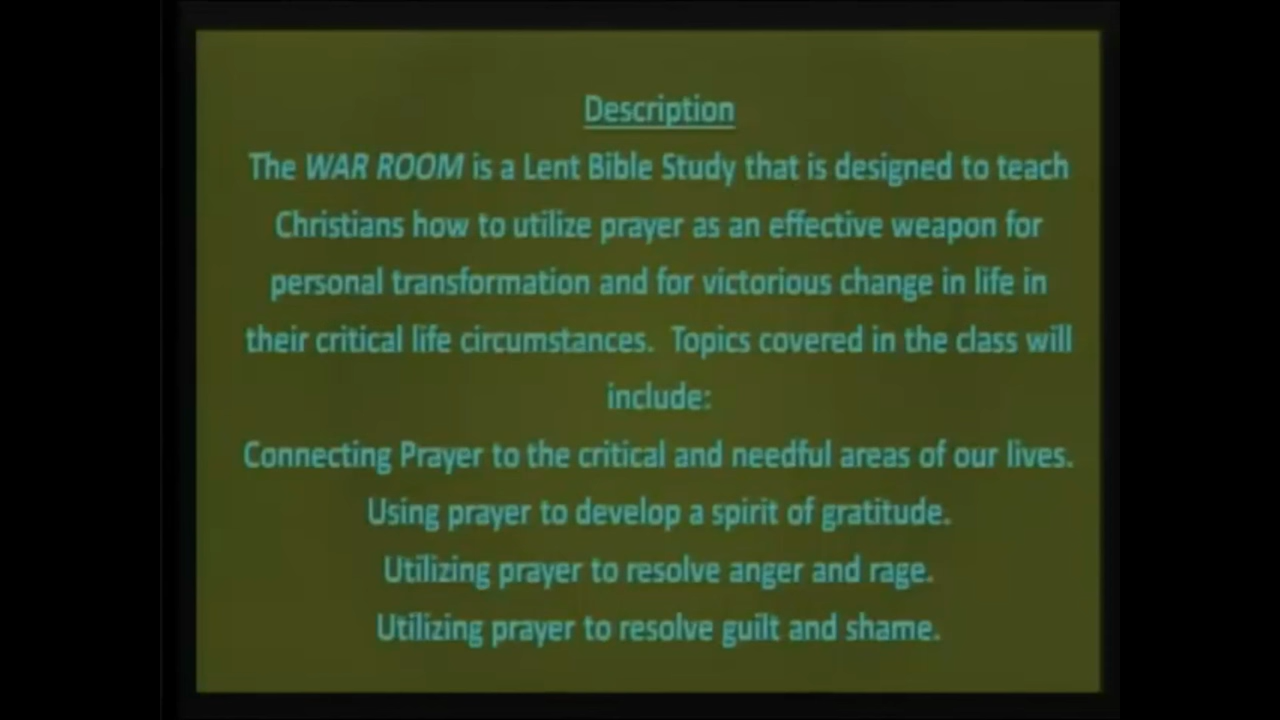 Description
The WAR ROOM is a Lent Bible Study that is designed to teach
Christians how to utilize prayer as an effective weapon for
personal transformation and for victorious change in life in
their critical life circumstances.  Topics covered in the class will
include:
Connecting Prayer to the critical and needful areas of our lives.
Using prayer to develop a spirit of gratitude.
Utilizing prayer to resolve anger and rage.
Utilizing prayer to resolve guilt and shame.